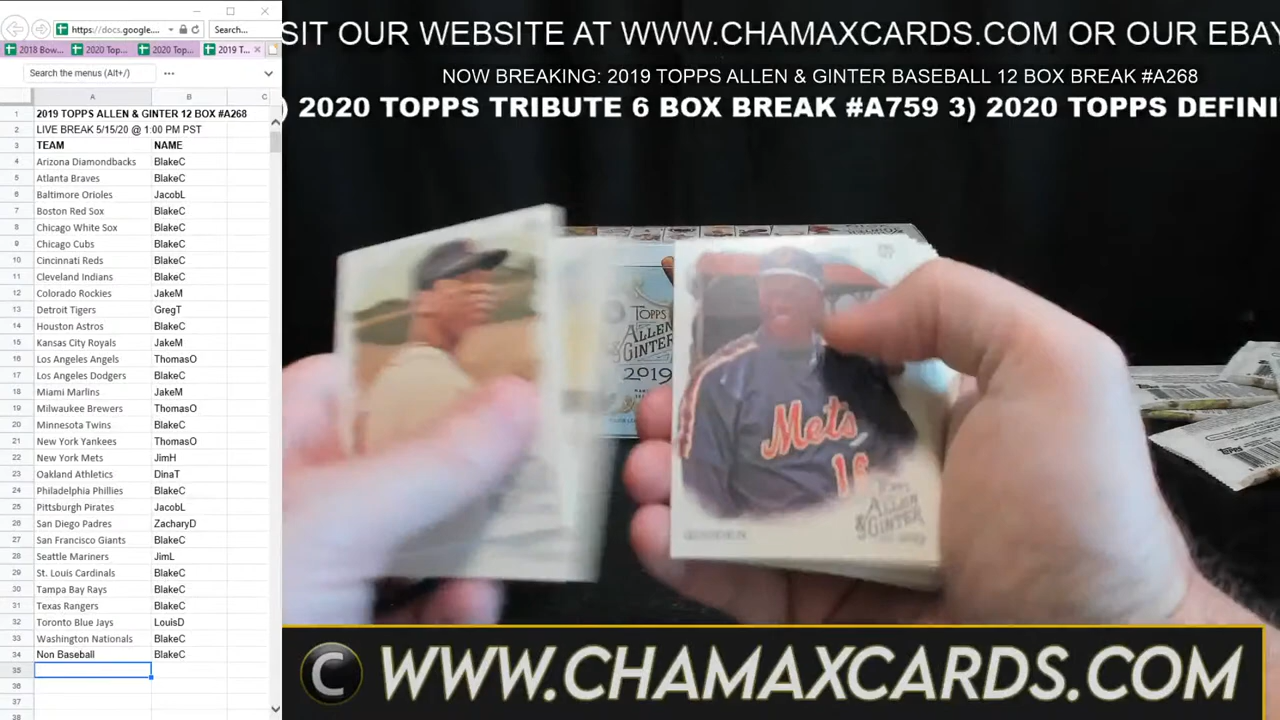 https://docs.google....
Search...
2018 Bow...
2020 Top...
2020 Top...
2019 T...
Search the menus (Alt+/)
A B C
1 2019 TOPPS ALLEN & GINTER 12 BOX #A268
2 LIVE BREAK 5/15/20 @ 1:00 PM PST
3 TEAM NAME
4 Arizona Diamondbacks BlakeC
5 Atlanta Braves BlakeC
6 Baltimore Orioles JacobL
7 Boston Red Sox BlakeC
8 Chicago White Sox BlakeC
9 Chicago Cubs BlakeC
10 Cincinnati Reds BlakeC
11 Cleveland Indians BlakeC
12 Colorado Rockies JakeM
13 Detroit Tigers GregT
14 Houston Astros BlakeC
15 Kansas City Royals JakeM
16 Los Angeles Angels ThomasO
17 Los Angeles Dodgers BlakeC
18 Miami Marlins JakeM
19 Milwaukee Brewers ThomasO
20 Minnesota Twins BlakeC
21 New York Yankees ThomasO
22 New York Mets JimH
23 Oakland Athletics DinaT
24 Philadelphia Phillies BlakeC
25 Pittsburgh Pirates JacobL
26 San Diego Padres ZacharyD
27 San Francisco Giants BlakeC
28 Seattle Mariners JimL
29 St. Louis Cardinals BlakeC
30 Tampa Bay Rays BlakeC
31 Texas Rangers BlakeC
32 Toronto Blue Jays LouisD
33 Washington Nationals BlakeC
34 Non Baseball BlakeC
35
36
37
38
SIT OUR WEBSITE AT WWW.CHAMAXCARDS.COM OR OUR EBAY
NOW BREAKING: 2019 TOPPS ALLEN & GINTER BASEBALL 12 BOX BREAK #A268
) 2020 TOPPS TRIBUTE 6 BOX BREAK #A759 3) 2020 TOPPS DEFINI
TOPPS
ALLEN
& GINTER
2019
Mets
16
ALLEN
& GINTER
C WWW.CHAMAXCARDS.COM